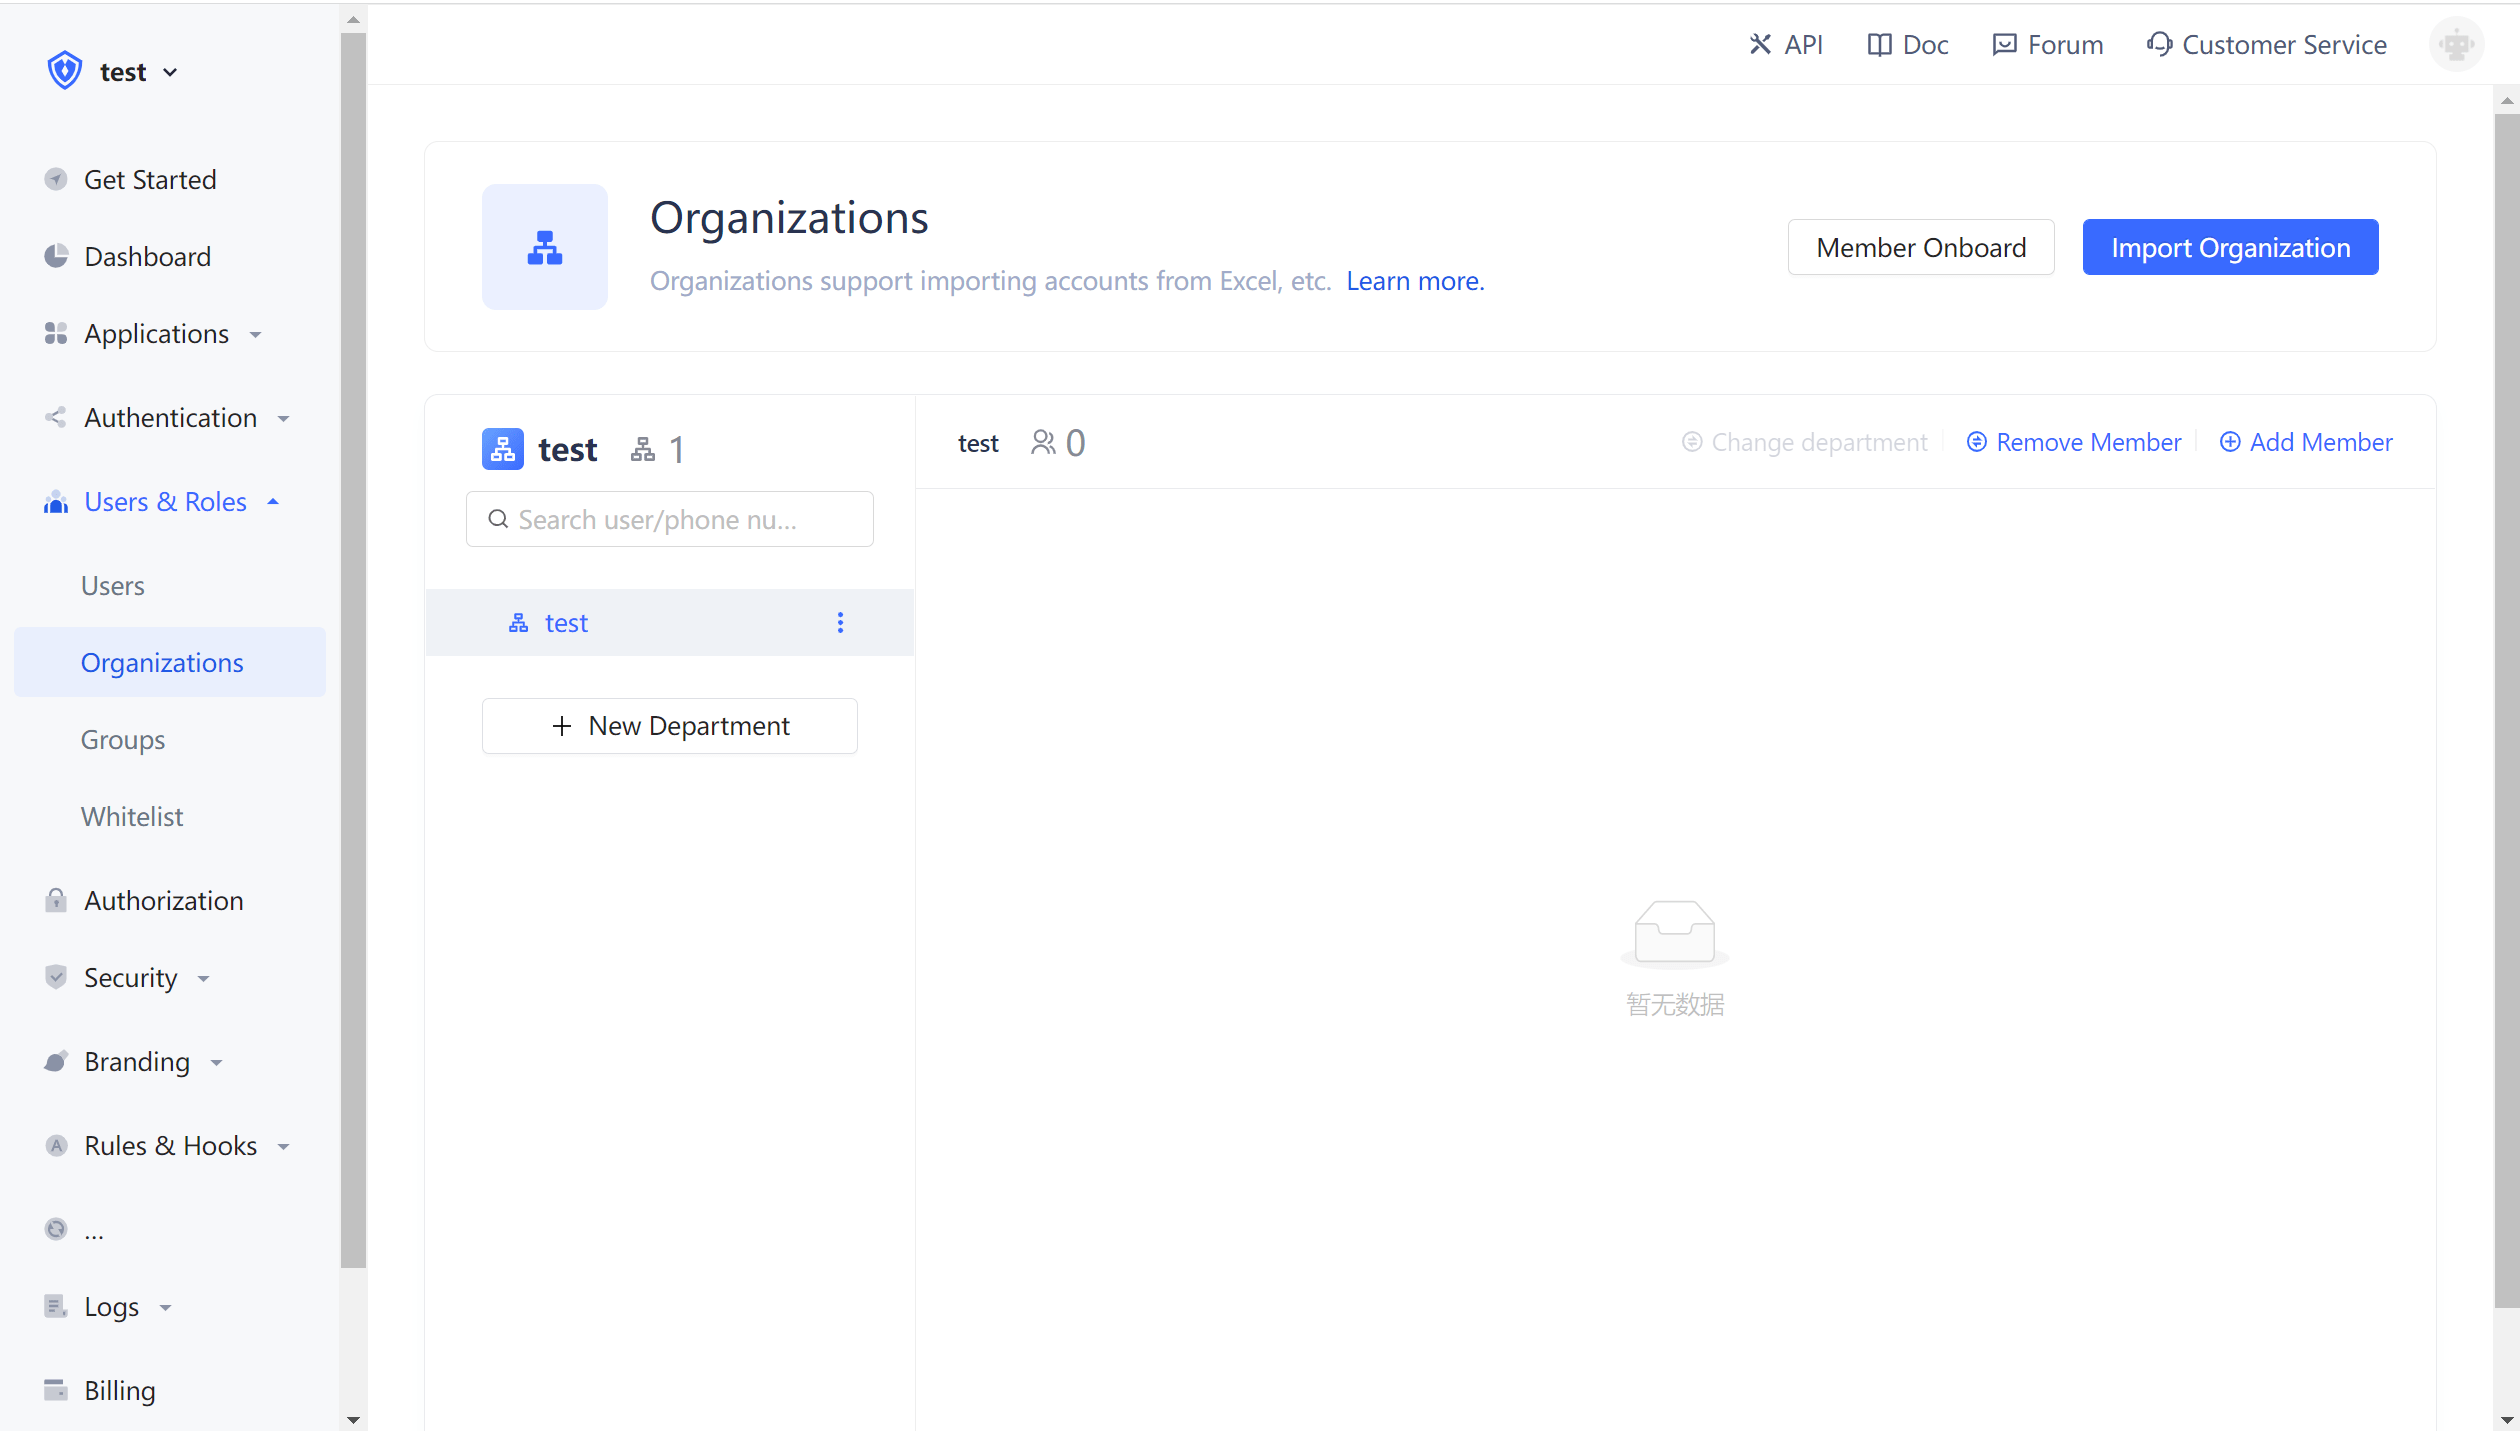 test
API
Doc
Forum
Customer Service
Get Started
Dashboard
Applications
Authentication
Users & Roles
Users
Organizations
Groups
Whitelist
Authorization
Security
Branding
Rules & Hooks
...
Logs
Billing
Organizations
Organizations support importing accounts from Excel, etc. Learn more.
Member Onboard
Import Organization
test 1
Search user/phone nu...
test
New Department
test 0
Change department
Remove Member
Add Member
暂无数据